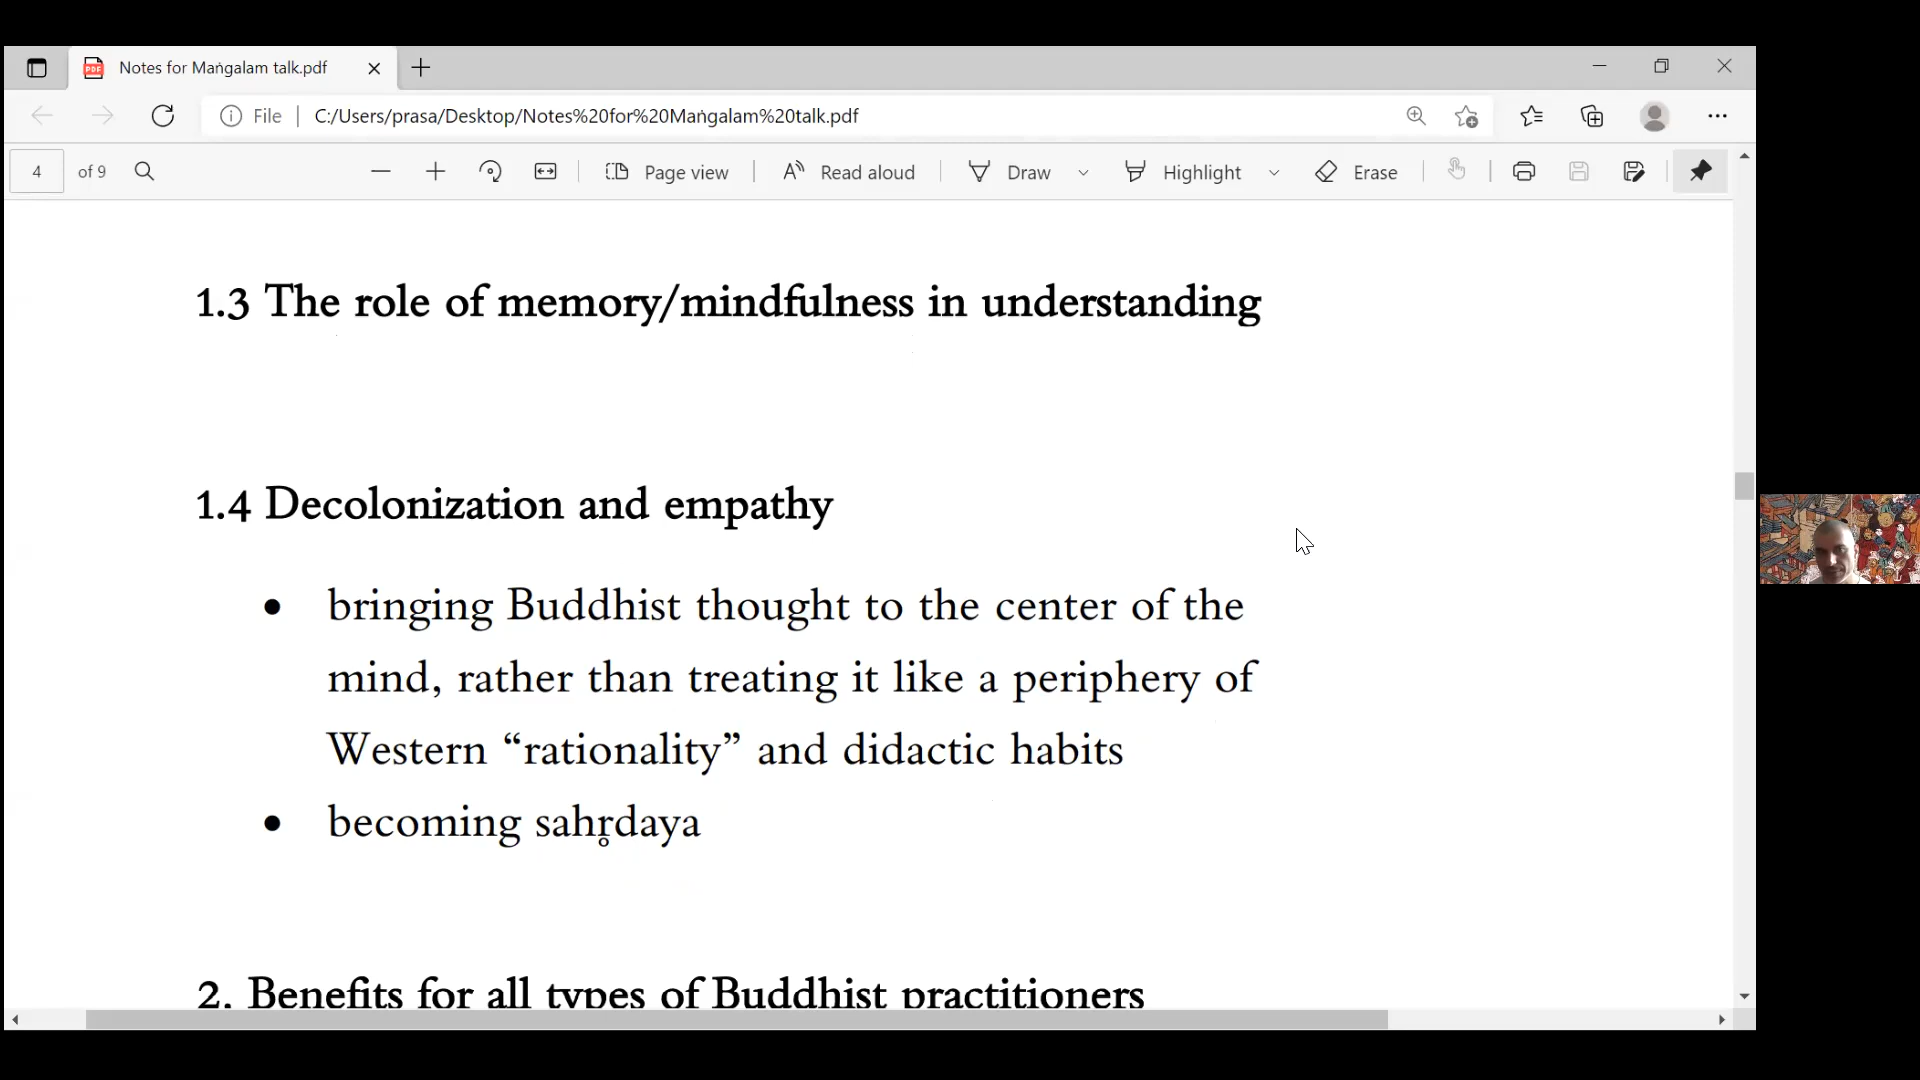 Notes for Maṅgalam talk.pdf
File | C:/Users/prasa/Desktop/Notes%20for%20Maṅgalam%20talk.pdf
4 of 9 Page view Read aloud Draw Highlight Erase
1.3 The role of memory/mindfulness in understanding
1.4 Decolonization and empathy
• bringing Buddhist thought to the center of the
mind, rather than treating it like a periphery of
Western “rationality” and didactic habits
• becoming sahr̥daya
2. Benefits for all types of Buddhist practitioners